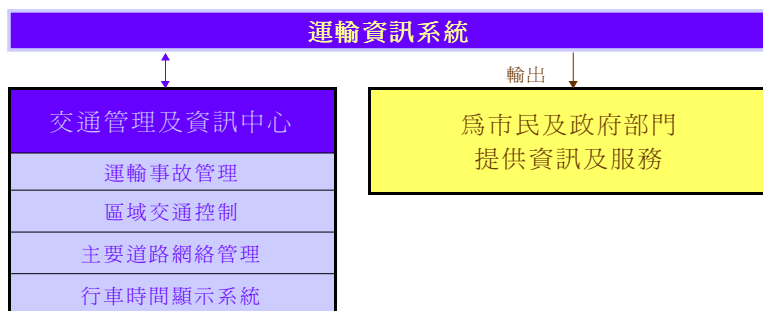 運輸資訊系統
輸出
交通管理及資訊中心
運輸事故管理
區域交通控制
主要道路網絡管理
行車時間顯示系統
爲市民及政府部門
提供資訊及服務